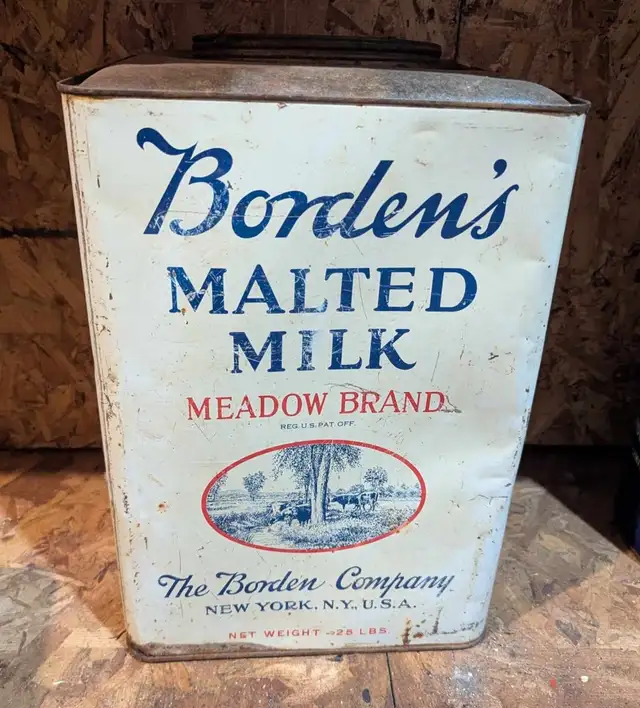 Borden's
MALTED
MILK
MEADOW BRAND
REG. U.S. PAT. OFF.
The Borden Company
NEW YORK, N.Y., U.S.A.
NET WEIGHT 25 LBS.